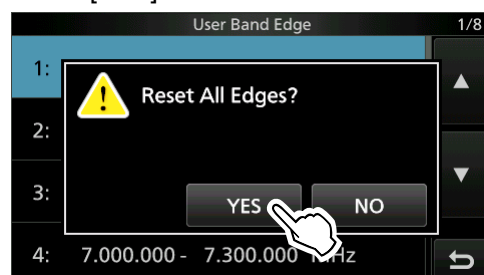 User Band Edge 1/8
1:
Reset All Edges?
2:
3:
YES NO
4: 7.000.000 - 7.300.000 MHz